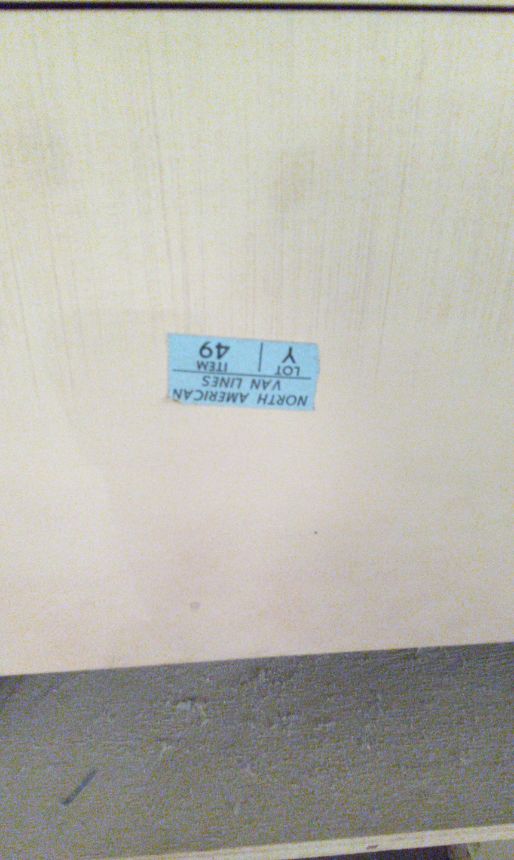 NORTH AMERICAN
VAN LINES
LOT ITEM
Y 49